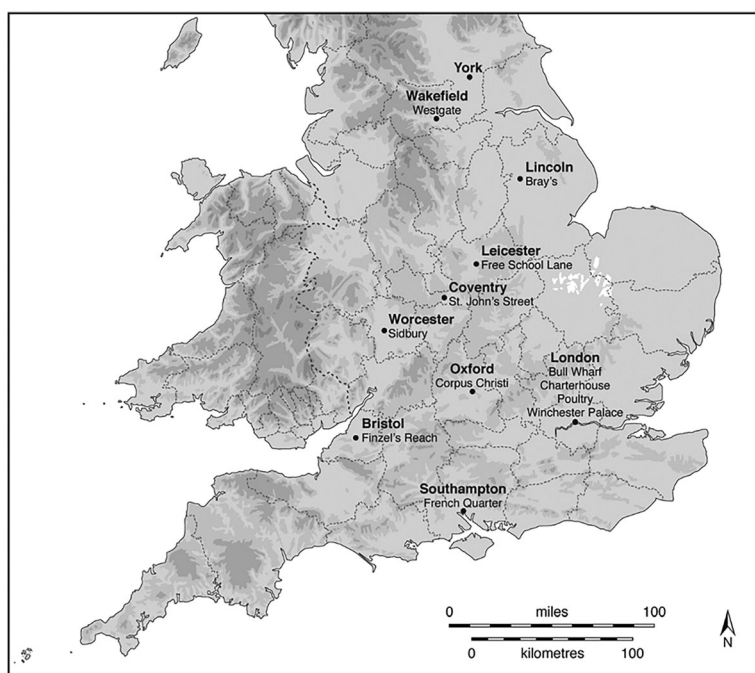 York
Wakefield
Westgate
Lincoln
Bray's
Leicester
Free School Lane
Coventry
St. John's Street
Worcester
Sidbury
Oxford
Corpus Christi
London
Bull Wharf
Charterhouse
Poultry
Winchester Palace
Bristol
Finzel's Reach
Southampton
French Quarter
0 miles 100
0 kilometres 100
N